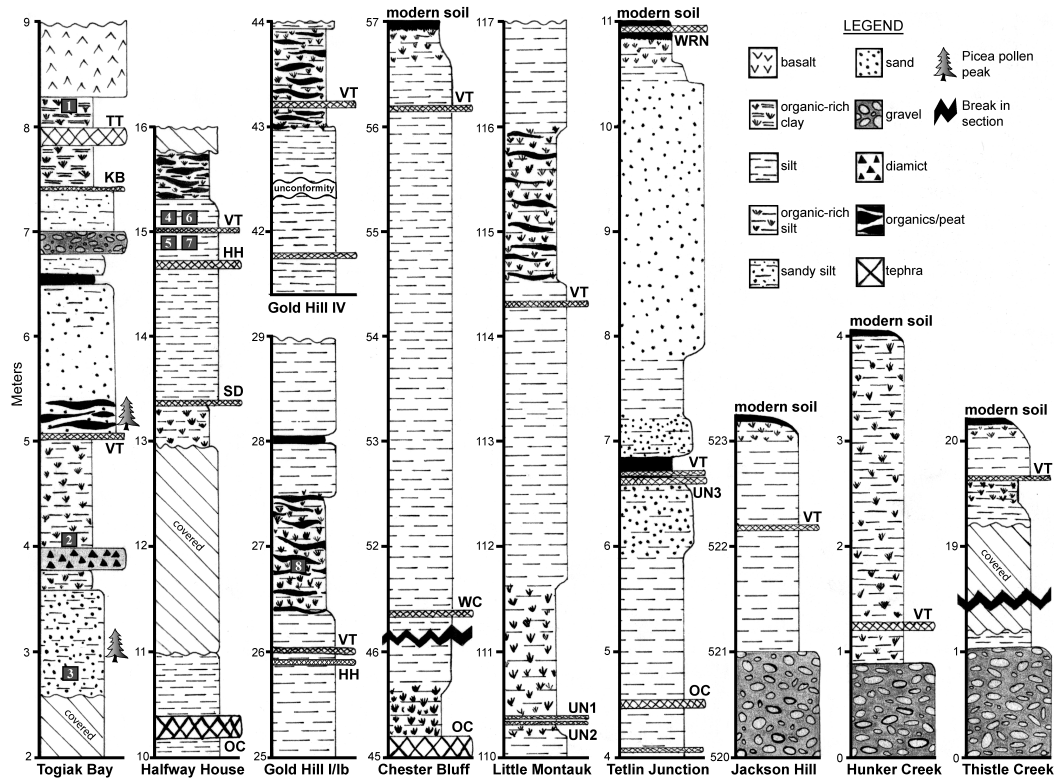 Meters
9
8
7
6
5
4
3
2
1
TT
KB
VT
2
3
covered
Togiak Bay
16
15
14
13
12
11
10
4 6
VT
5 7
HH
SD
covered
OC
Halfway House
44
43
42
VT
unconformity
Gold Hill IV
29
28
27
26
25
8
VT
HH
Gold Hill I/Ib
modern soil
57
56
55
54
53
52
46
45
VT
WC
OC
Chester Bluff
117
116
115
114
113
112
111
110
VT
UN1
UN2
Little Montauk
modern soil
11
10
9
8
7
6
5
4
WRN
VT
UN3
OC
Tetlin Junction
modern soil
523
522
521
520
VT
Jackson Hill
modern soil
4
3
2
1
0
VT
Hunker Creek
modern soil
20
19
1
0
VT
covered
Thistle Creek
LEGEND
basalt
organic-rich
clay
silt
organic-rich
silt
sandy silt
sand
gravel
diamict
organics/peat
tephra
Picea pollen
peak
Break in
section